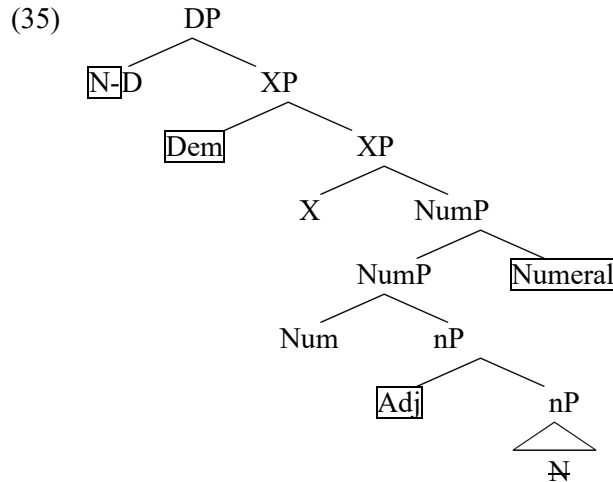 (35) DP
N-D XP
Dem XP
X NumP
NumP Numeral
Num nP
Adj nP
N